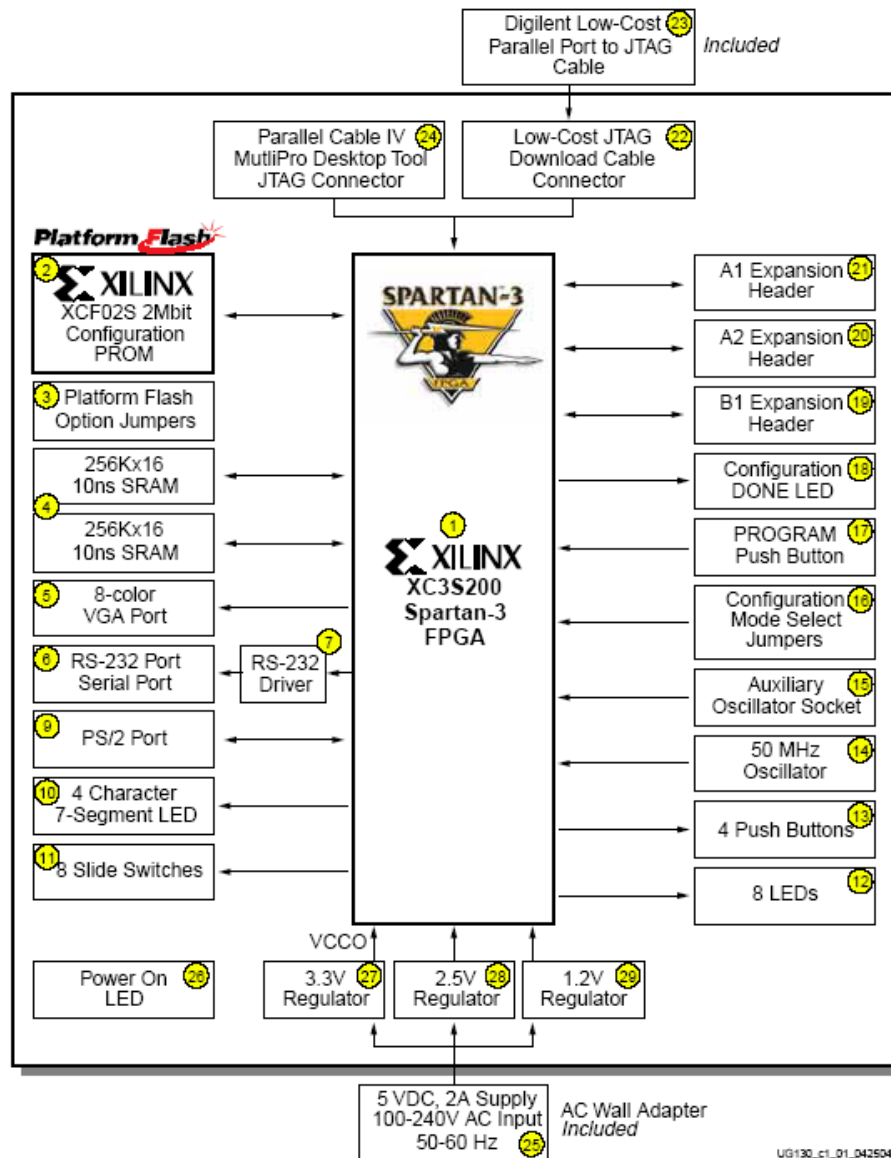 Digilent Low-Cost 23
Parallel Port to JTAG
Cable
Included
Parallel Cable IV 24
MutliPro Desktop Tool
JTAG Connector
Low-Cost JTAG 22
Download Cable
Connector
Platform Flash
2
XILINX
XCF02S 2Mbit
Configuration
PROM
3 Platform Flash
Option Jumpers
256Kx16
10ns SRAM
4
256Kx16
10ns SRAM
5 8-color
VGA Port
6 RS-232 Port
Serial Port
7
RS-232
Driver
9
PS/2 Port
10 4 Character
7-Segment LED
11
8 Slide Switches
SPARTAN-3
FPGA
1
XILINX
XC3S200
Spartan-3
FPGA
A1 Expansion 21
Header
A2 Expansion 20
Header
B1 Expansion 19
Header
Configuration 18
DONE LED
PROGRAM 17
Push Button
Configuration 16
Mode Select
Jumpers
Auxiliary 15
Oscillator Socket
50 MHz 14
Oscillator
13
4 Push Buttons
12
8 LEDs
VCCO
Power On 26
LED
3.3V 27
Regulator
2.5V 28
Regulator
1.2V 29
Regulator
5 VDC, 2A Supply
100-240V AC Input
50-60 Hz 25
AC Wall Adapter
Included
UG130_c1_01_042504